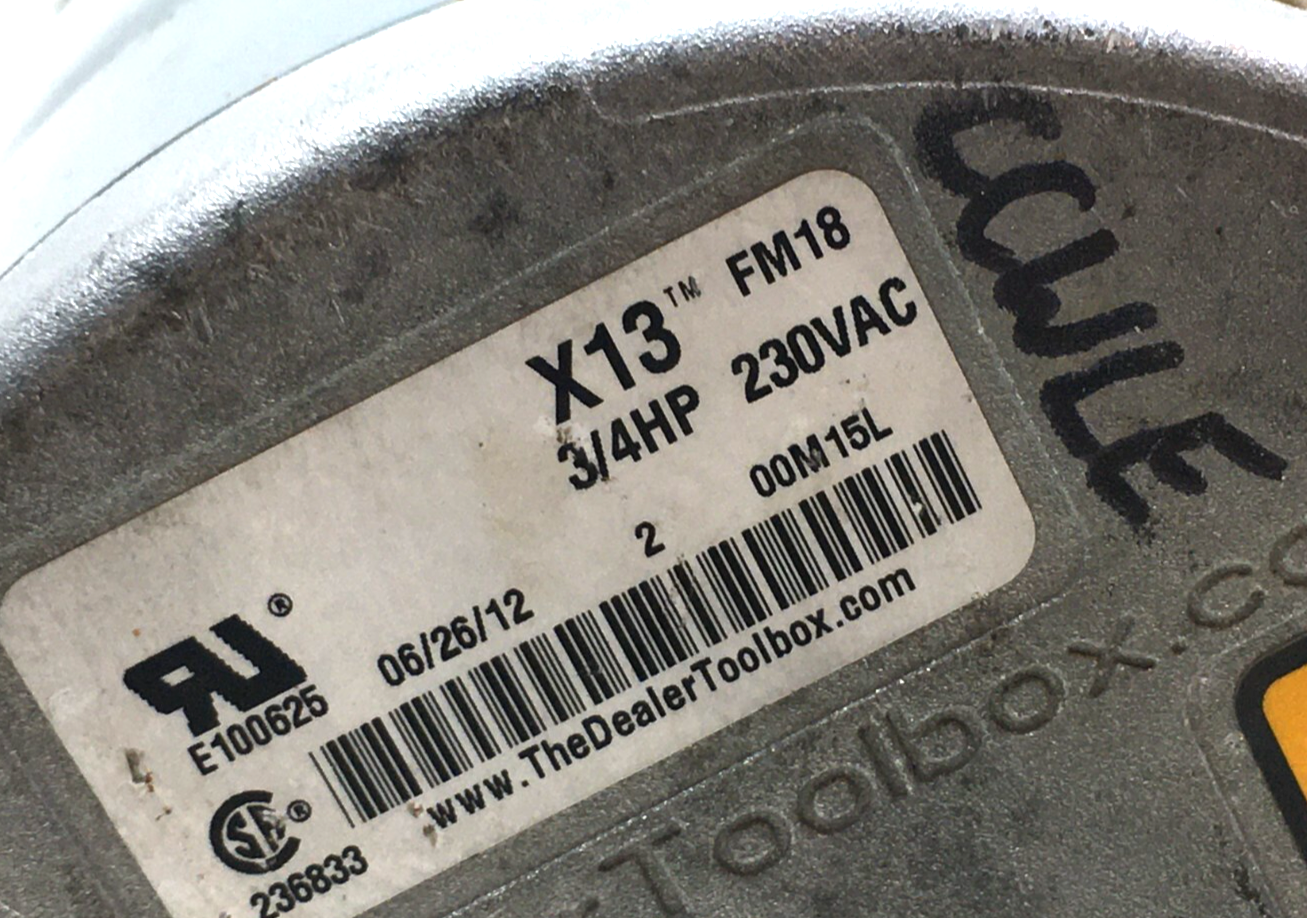 X13™ FM18
3/4HP 230VAC
2 00M15L
06/26/12
E100625
www.TheDealerToolbox.com
236833
CCWLE
Toolbox.co